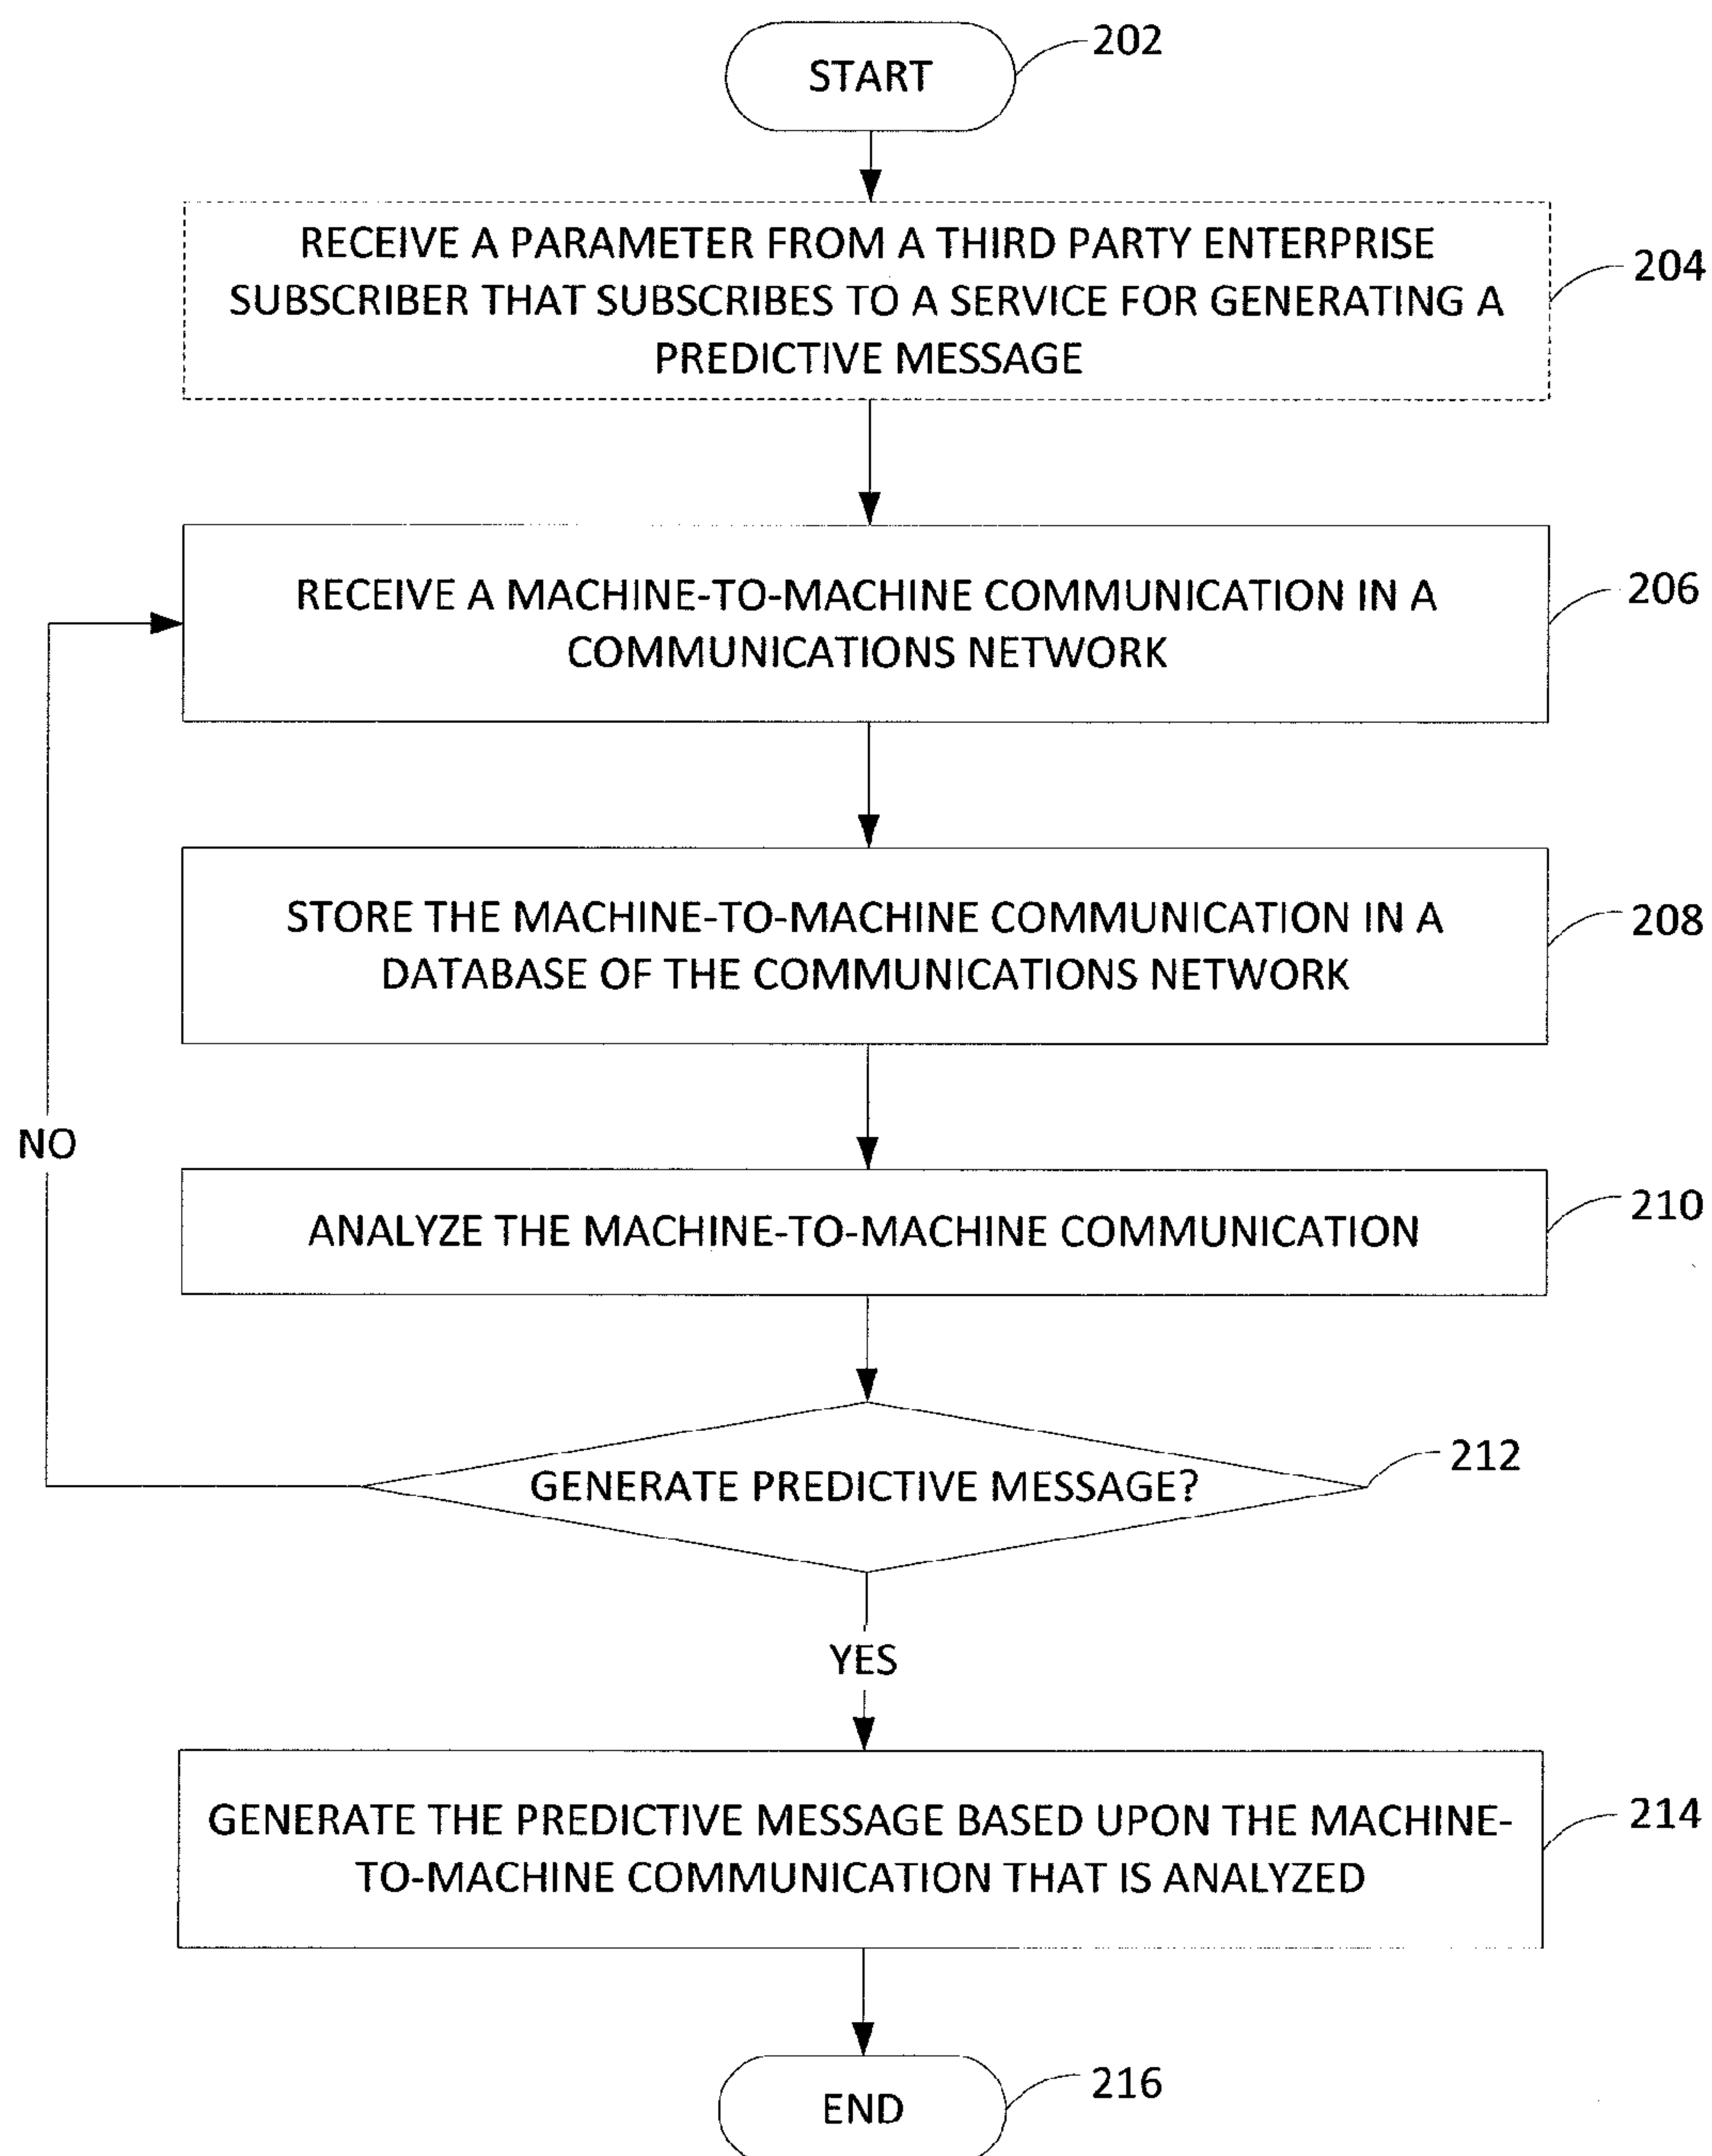 START
202
RECEIVE A PARAMETER FROM A THIRD PARTY ENTERPRISE
SUBSCRIBER THAT SUBSCRIBES TO A SERVICE FOR GENERATING A
PREDICTIVE MESSAGE
204
RECEIVE A MACHINE-TO-MACHINE COMMUNICATION IN A
COMMUNICATIONS NETWORK
206
STORE THE MACHINE-TO-MACHINE COMMUNICATION IN A
DATABASE OF THE COMMUNICATIONS NETWORK
208
NO
ANALYZE THE MACHINE-TO-MACHINE COMMUNICATION
210
GENERATE PREDICTIVE MESSAGE?
212
YES
GENERATE THE PREDICTIVE MESSAGE BASED UPON THE MACHINE-
TO-MACHINE COMMUNICATION THAT IS ANALYZED
214
END
216